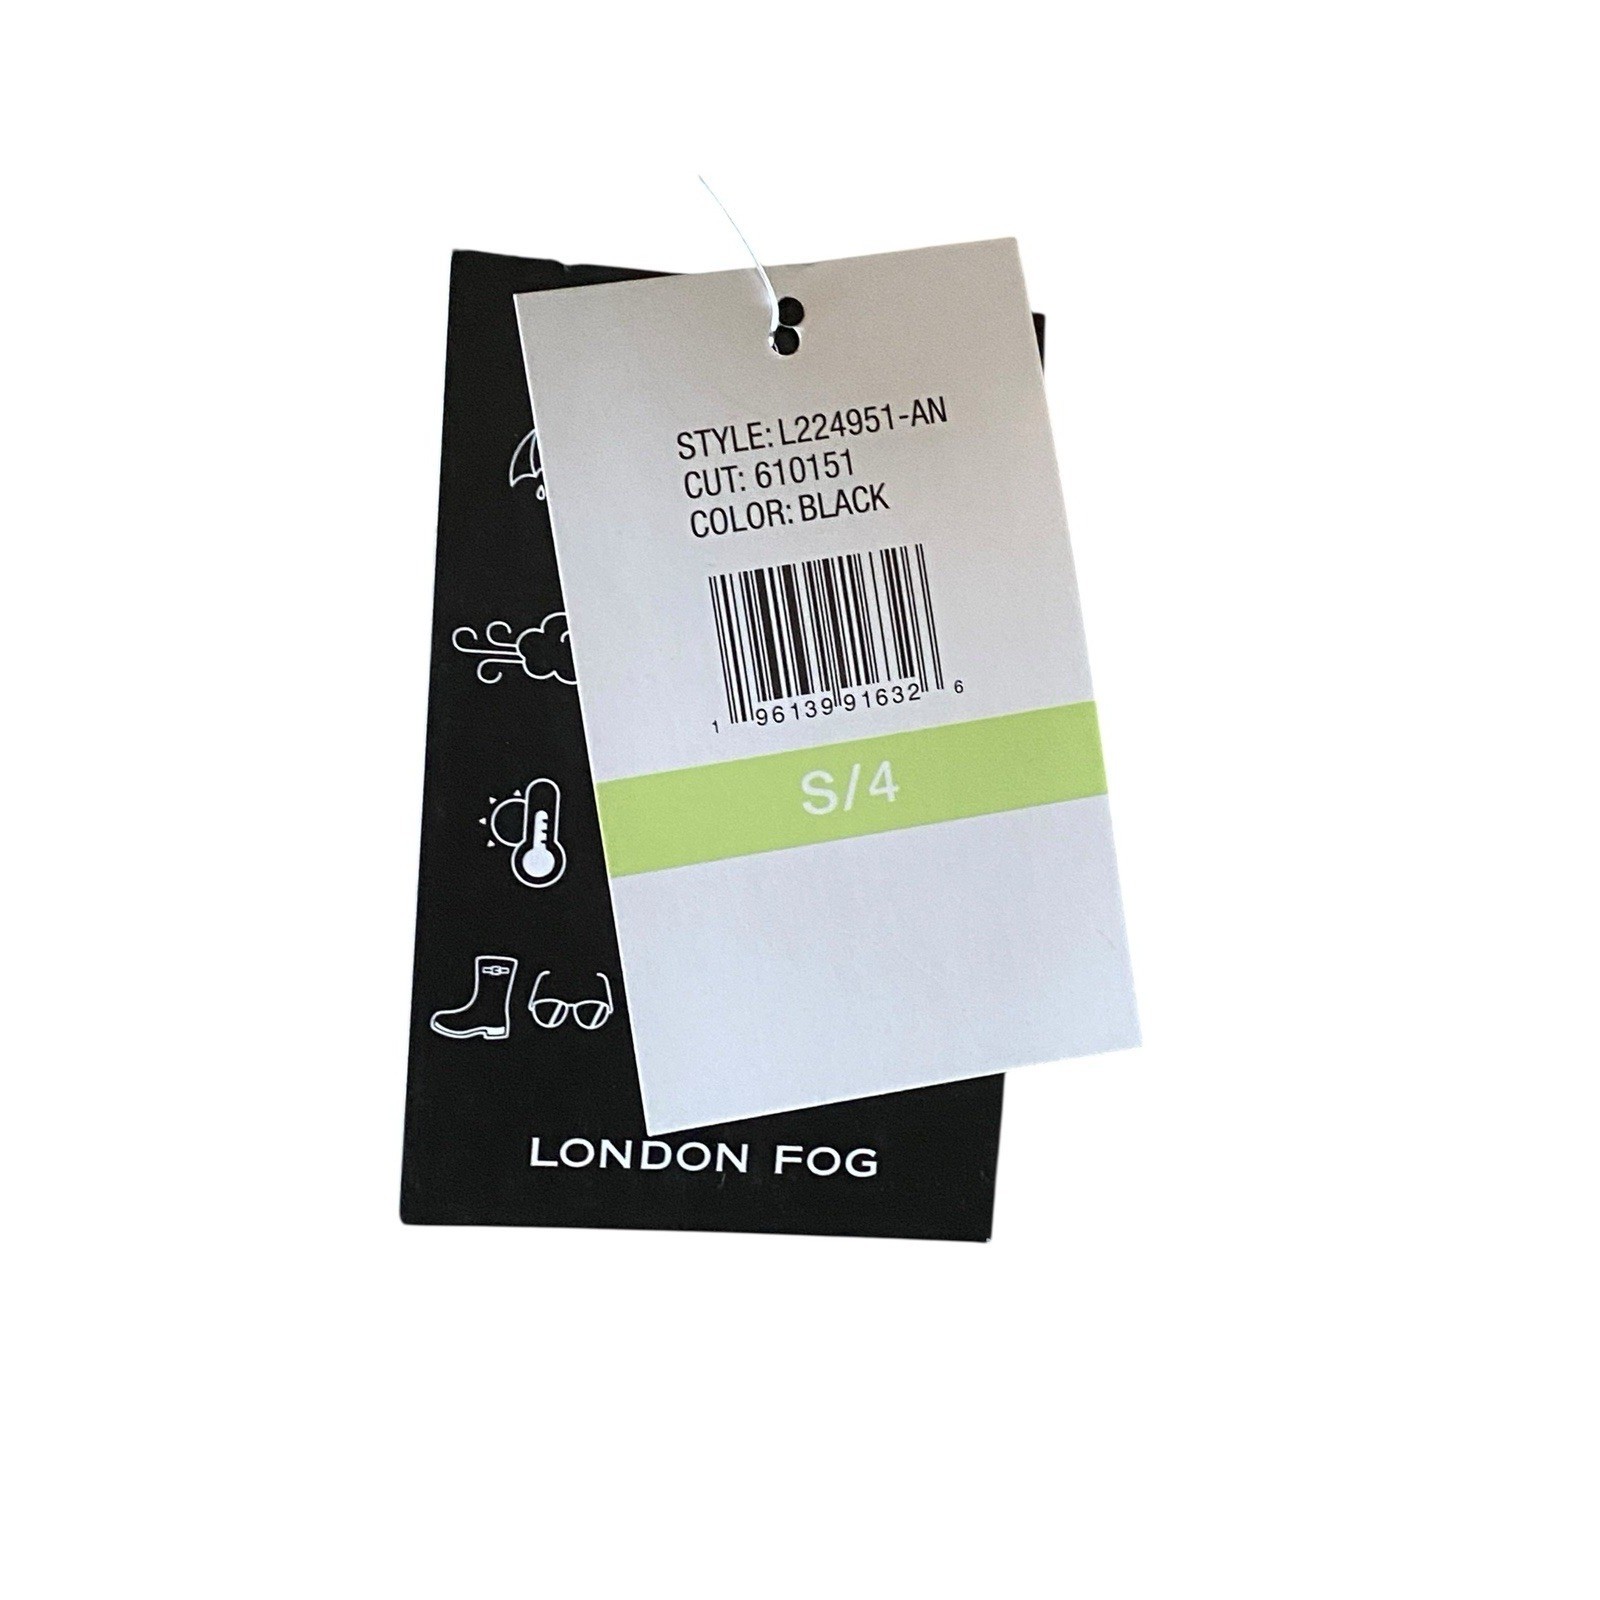 STYLE: L224951-AN
CUT: 610151
COLOR: BLACK
1 96139 91632 6
S/4
LONDON FOG